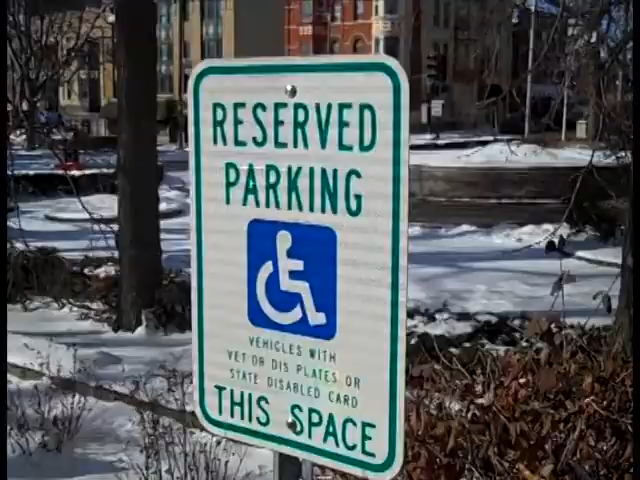 RESERVED
PARKING
VEHICLES WITH
VET OR DIS PLATES OR
STATE DISABLED CARD
THIS SPACE